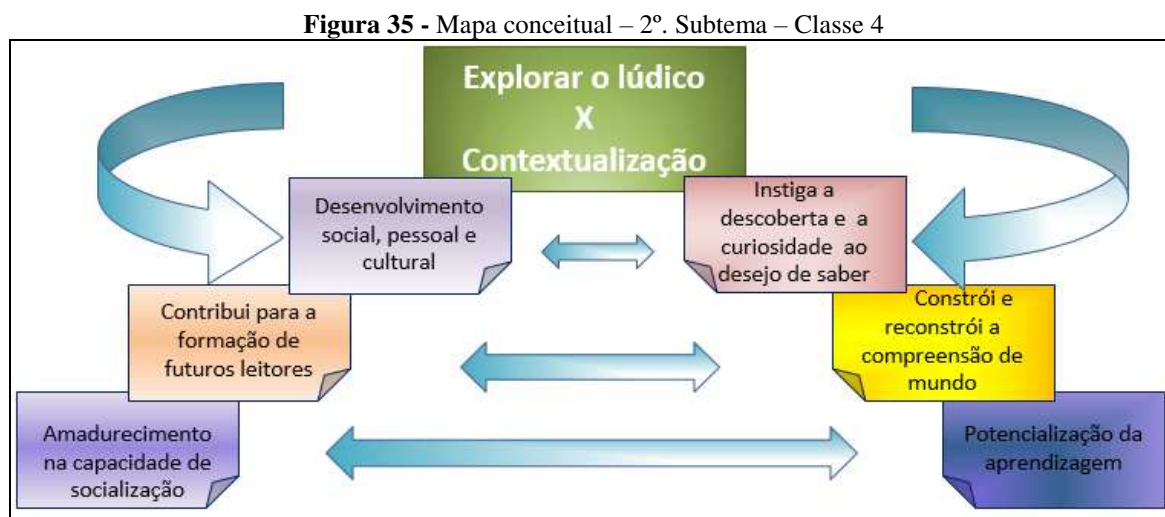 Figura 35 - Mapa conceitual – 2º. Subtema – Classe 4
Explorar o lúdico
X
Contextualização
Desenvolvimento
social, pessoal e
cultural
Instiga a
descoberta e a
curiosidade ao
desejo de saber
Contribui para a
formação de
futuros leitores
Constrói e
reconstrói a
compreensão de
mundo
Amadurecimento
na capacidade de
socialização
Potencialização da
aprendizagem